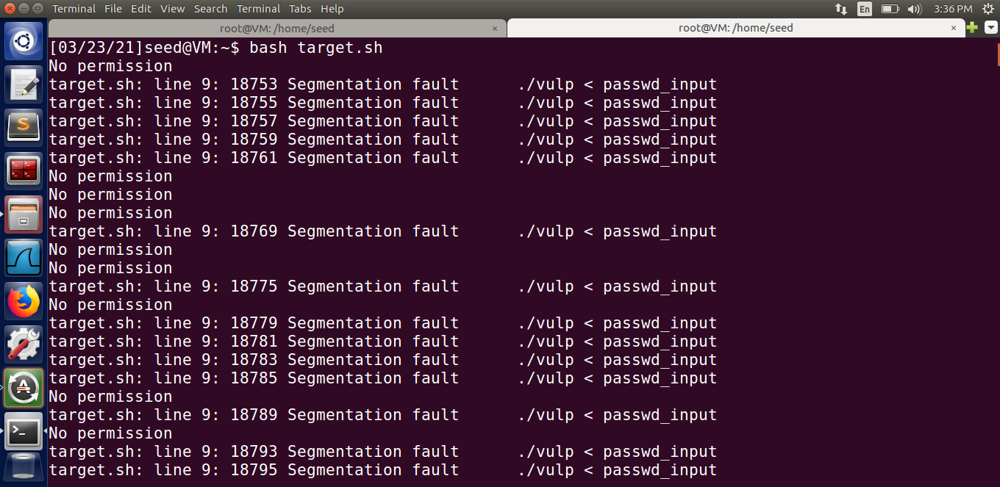 Terminal File Edit View Search Terminal Tabs Help En 3:36 PM
root@VM: /home/seed × root@VM: /home/seed ×
[03/23/21]seed@VM:~$ bash target.sh
No permission
target.sh: line 9: 18753 Segmentation fault ./vulp < passwd_input
target.sh: line 9: 18755 Segmentation fault ./vulp < passwd_input
target.sh: line 9: 18757 Segmentation fault ./vulp < passwd_input
target.sh: line 9: 18759 Segmentation fault ./vulp < passwd_input
target.sh: line 9: 18761 Segmentation fault ./vulp < passwd_input
No permission
No permission
No permission
target.sh: line 9: 18769 Segmentation fault ./vulp < passwd_input
No permission
No permission
target.sh: line 9: 18775 Segmentation fault ./vulp < passwd_input
No permission
target.sh: line 9: 18779 Segmentation fault ./vulp < passwd_input
target.sh: line 9: 18781 Segmentation fault ./vulp < passwd_input
target.sh: line 9: 18783 Segmentation fault ./vulp < passwd_input
target.sh: line 9: 18785 Segmentation fault ./vulp < passwd_input
No permission
target.sh: line 9: 18789 Segmentation fault ./vulp < passwd_input
No permission
target.sh: line 9: 18793 Segmentation fault ./vulp < passwd_input
target.sh: line 9: 18795 Segmentation fault ./vulp < passwd_input